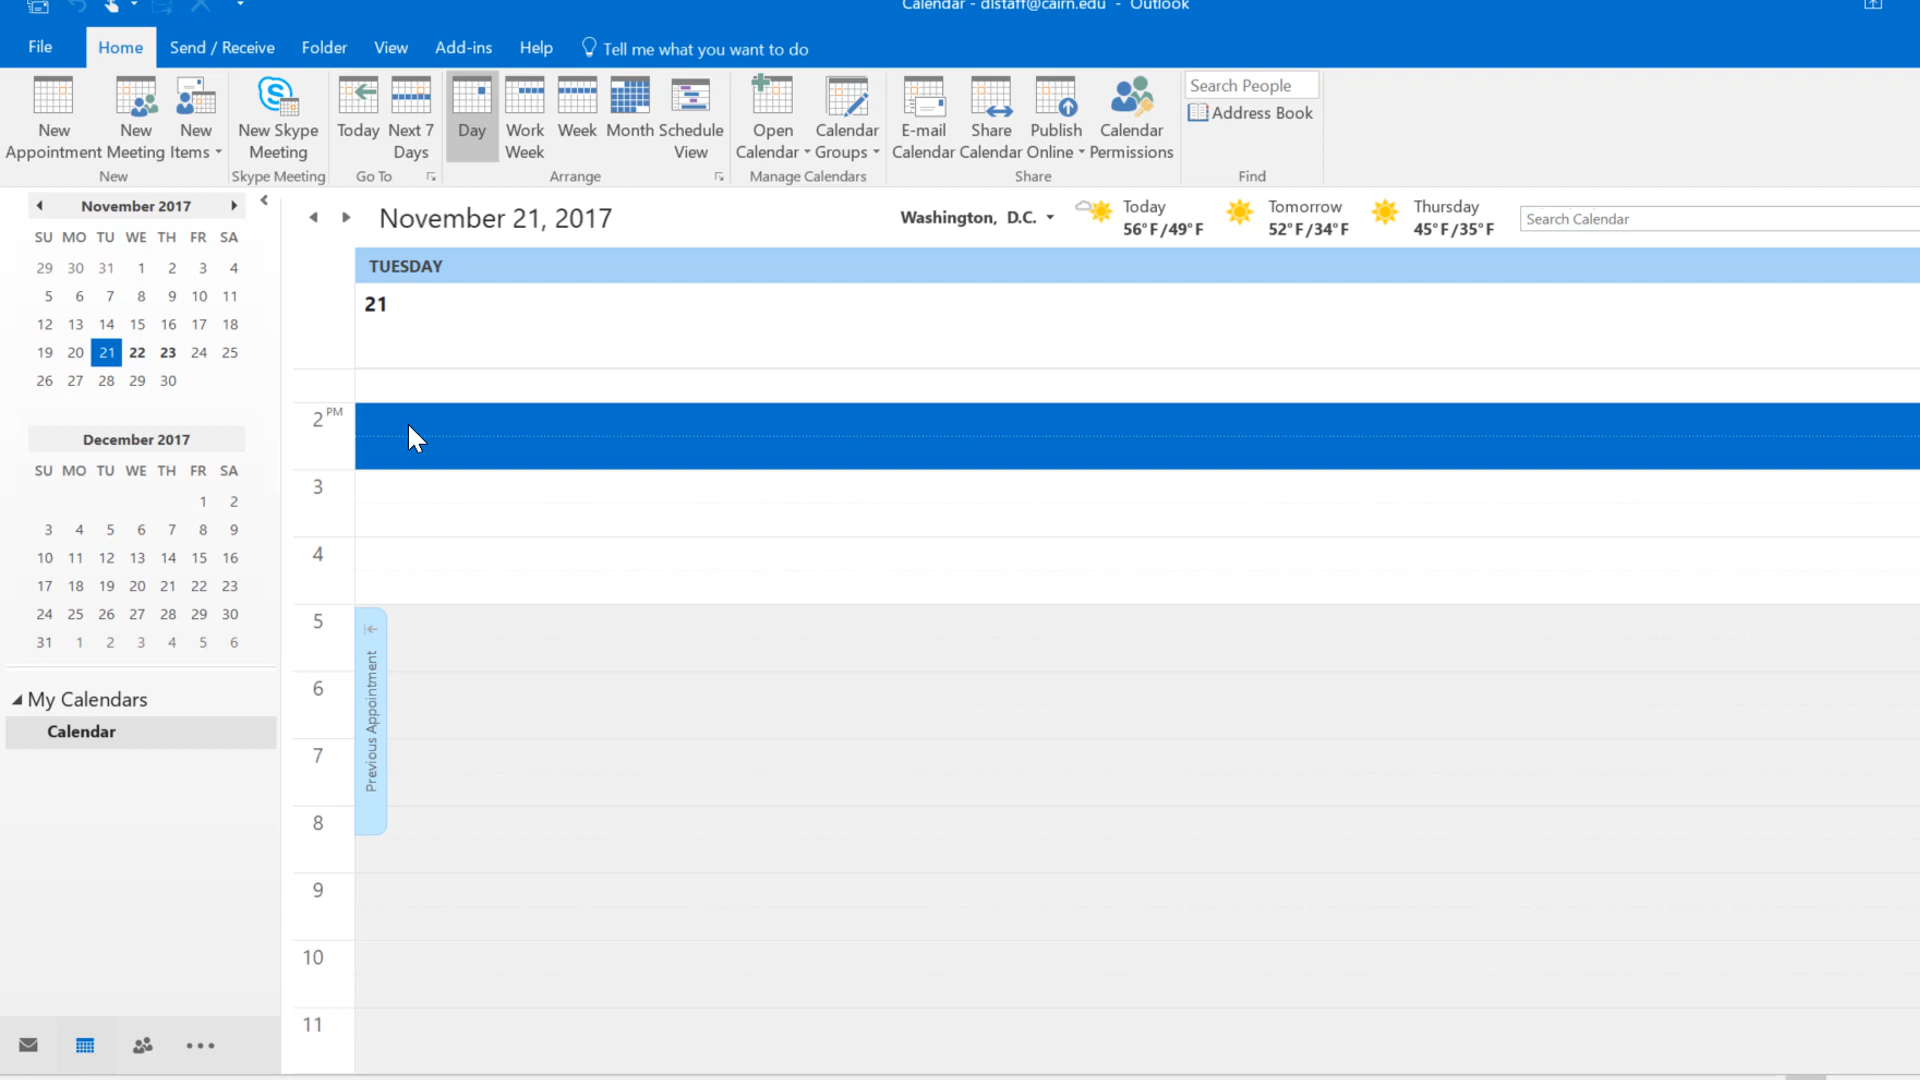 Calendar - dlstaff@cairn.edu - Outlook
File Home Send / Receive Folder View Add-ins Help Tell me what you want to do
New Appointment
New Meeting
New Items
New Skype Meeting
Today
Next 7 Days
Day
Work Week
Week
Month
Schedule View
Open Calendar
Calendar Groups
E-mail Calendar
Share Calendar
Publish Online
Calendar Permissions
Search People
Address Book
New
Skype Meeting
Go To
Arrange
Manage Calendars
Share
Find
November 2017
SU MO TU WE TH FR SA
29 30 31 1 2 3 4
5 6 7 8 9 10 11
12 13 14 15 16 17 18
19 20 21 22 23 24 25
26 27 28 29 30
December 2017
SU MO TU WE TH FR SA
1 2
3 4 5 6 7 8 9
10 11 12 13 14 15 16
17 18 19 20 21 22 23
24 25 26 27 28 29 30
31 1 2 3 4 5 6
My Calendars
Calendar
November 21, 2017
Washington, D.C.
Today
56°F/49°F
Tomorrow
52°F/34°F
Thursday
45°F/35°F
Search Calendar
TUESDAY
21
2 PM
3
4
5
6
7
8
9
10
11
Previous Appointment